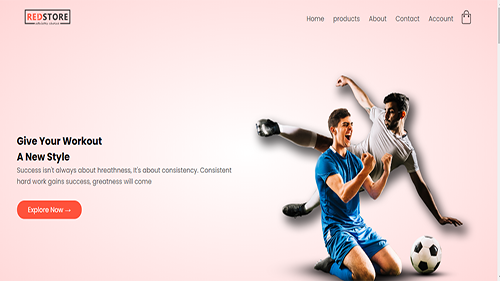 REDSTORE
Home products About Contact Account
Give Your Workout
A New Style
Success isn't always about hreathness, it's about consistency. Consistent
hard work gains success, greatness will come
Explore Now →